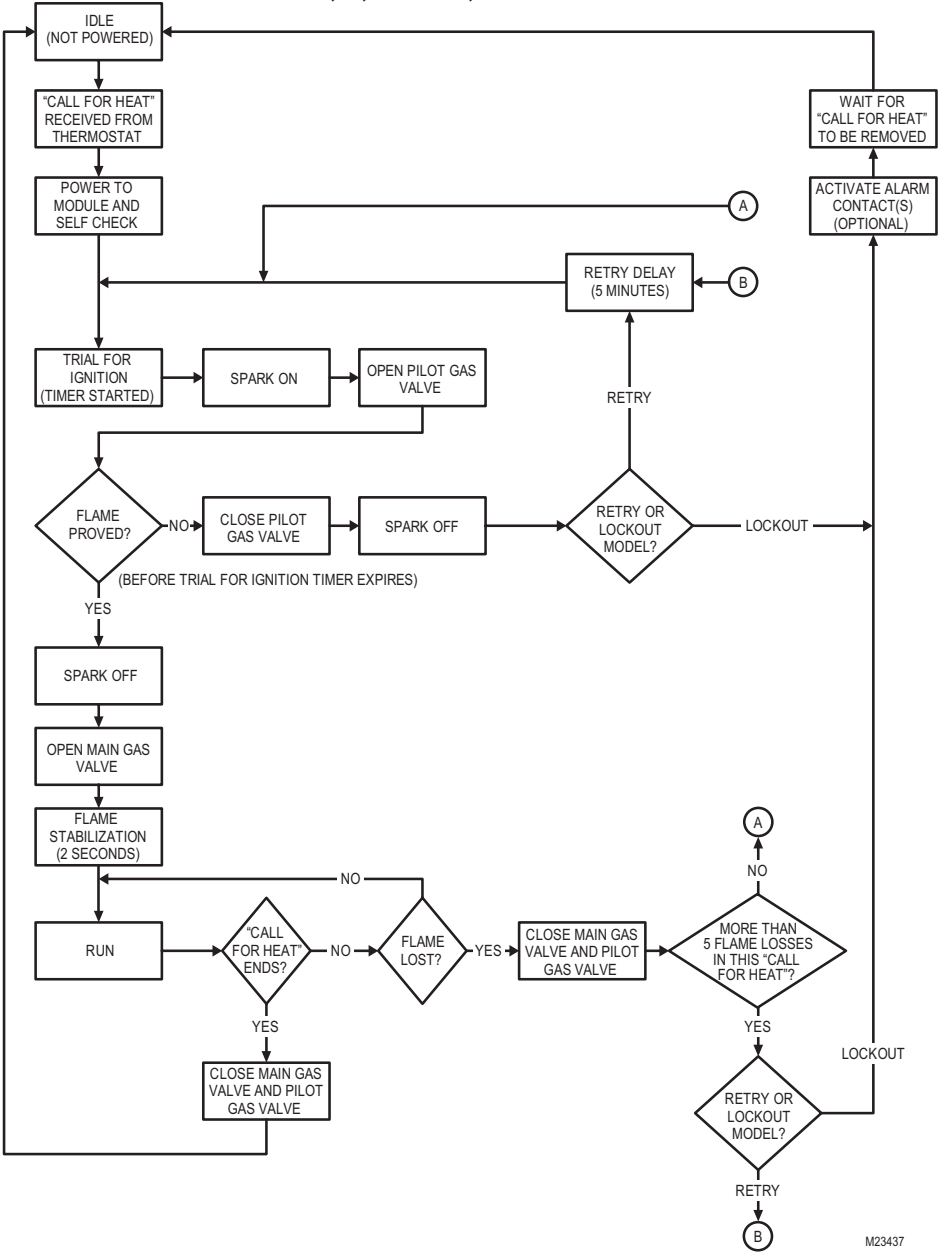 IDLE
(NOT POWERED)
“CALL FOR HEAT”
RECEIVED FROM
THERMOSTAT
WAIT FOR
“CALL FOR HEAT”
TO BE REMOVED
POWER TO
MODULE AND
SELF CHECK
A
ACTIVATE ALARM
CONTACT(S)
(OPTIONAL)
RETRY DELAY
(5 MINUTES)
B
TRIAL FOR
IGNITION
(TIMER STARTED)
SPARK ON
OPEN PILOT GAS
VALVE
RETRY
FLAME
PROVED?
NO
CLOSE PILOT
GAS VALVE
SPARK OFF
RETRY OR
LOCKOUT
MODEL?
LOCKOUT
(BEFORE TRIAL FOR IGNITION TIMER EXPIRES)
YES
SPARK OFF
OPEN MAIN GAS
VALVE
FLAME
STABILIZATION
(2 SECONDS)
A
NO
NO
RUN
“CALL
FOR HEAT”
ENDS?
NO
FLAME
LOST?
YES
CLOSE MAIN GAS
VALVE AND PILOT
GAS VALVE
MORE THAN
5 FLAME LOSSES
IN THIS “CALL
FOR HEAT”?
YES
YES
LOCKOUT
CLOSE MAIN GAS
VALVE AND PILOT
GAS VALVE
RETRY OR
LOCKOUT
MODEL?
RETRY
B
M23437